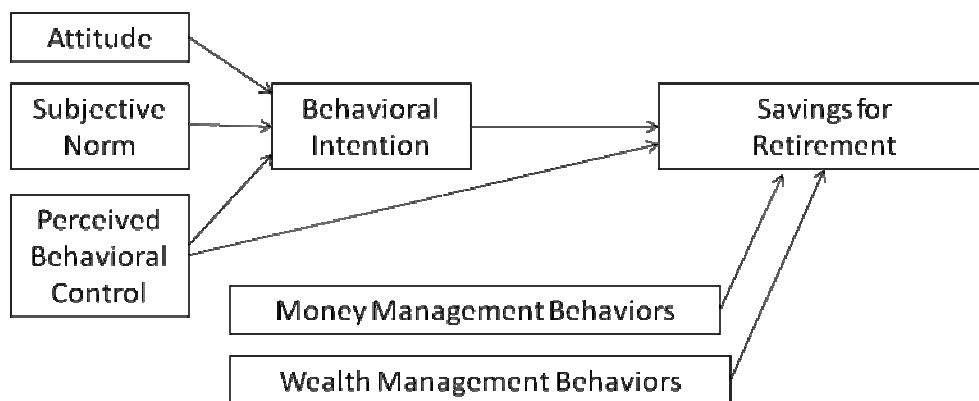 Attitude
Subjective
Norm
Perceived
Behavioral
Control
Behavioral
Intention
Savings for
Retirement
Money Management Behaviors
Wealth Management Behaviors